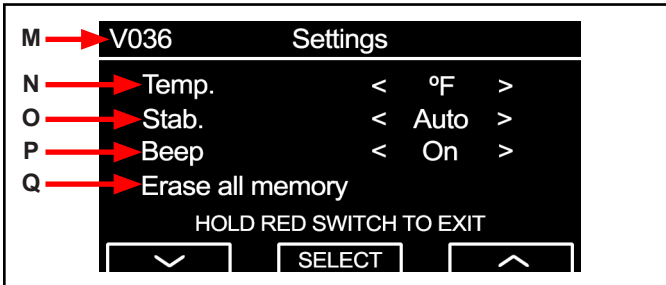 M V036 Settings
N Temp. < ºF >
O Stab. < Auto >
P Beep < On >
Q Erase all memory
HOLD RED SWITCH TO EXIT
SELECT